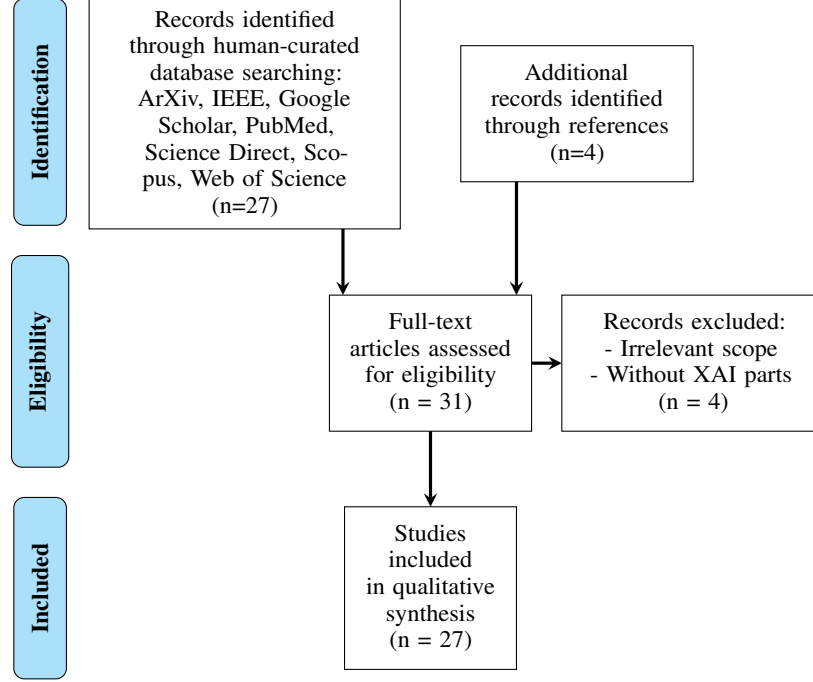 Identification
Records identified
through human-curated
database searching:
ArXiv, IEEE, Google
Scholar, PubMed,
Science Direct, Sco-
pus, Web of Science
(n=27)
Additional
records identified
through references
(n=4)
Eligibility
Full-text
articles assessed
for eligibility
(n = 31)
Records excluded:
- Irrelevant scope
- Without XAI parts
(n = 4)
Included
Studies
included
in qualitative
synthesis
(n = 27)